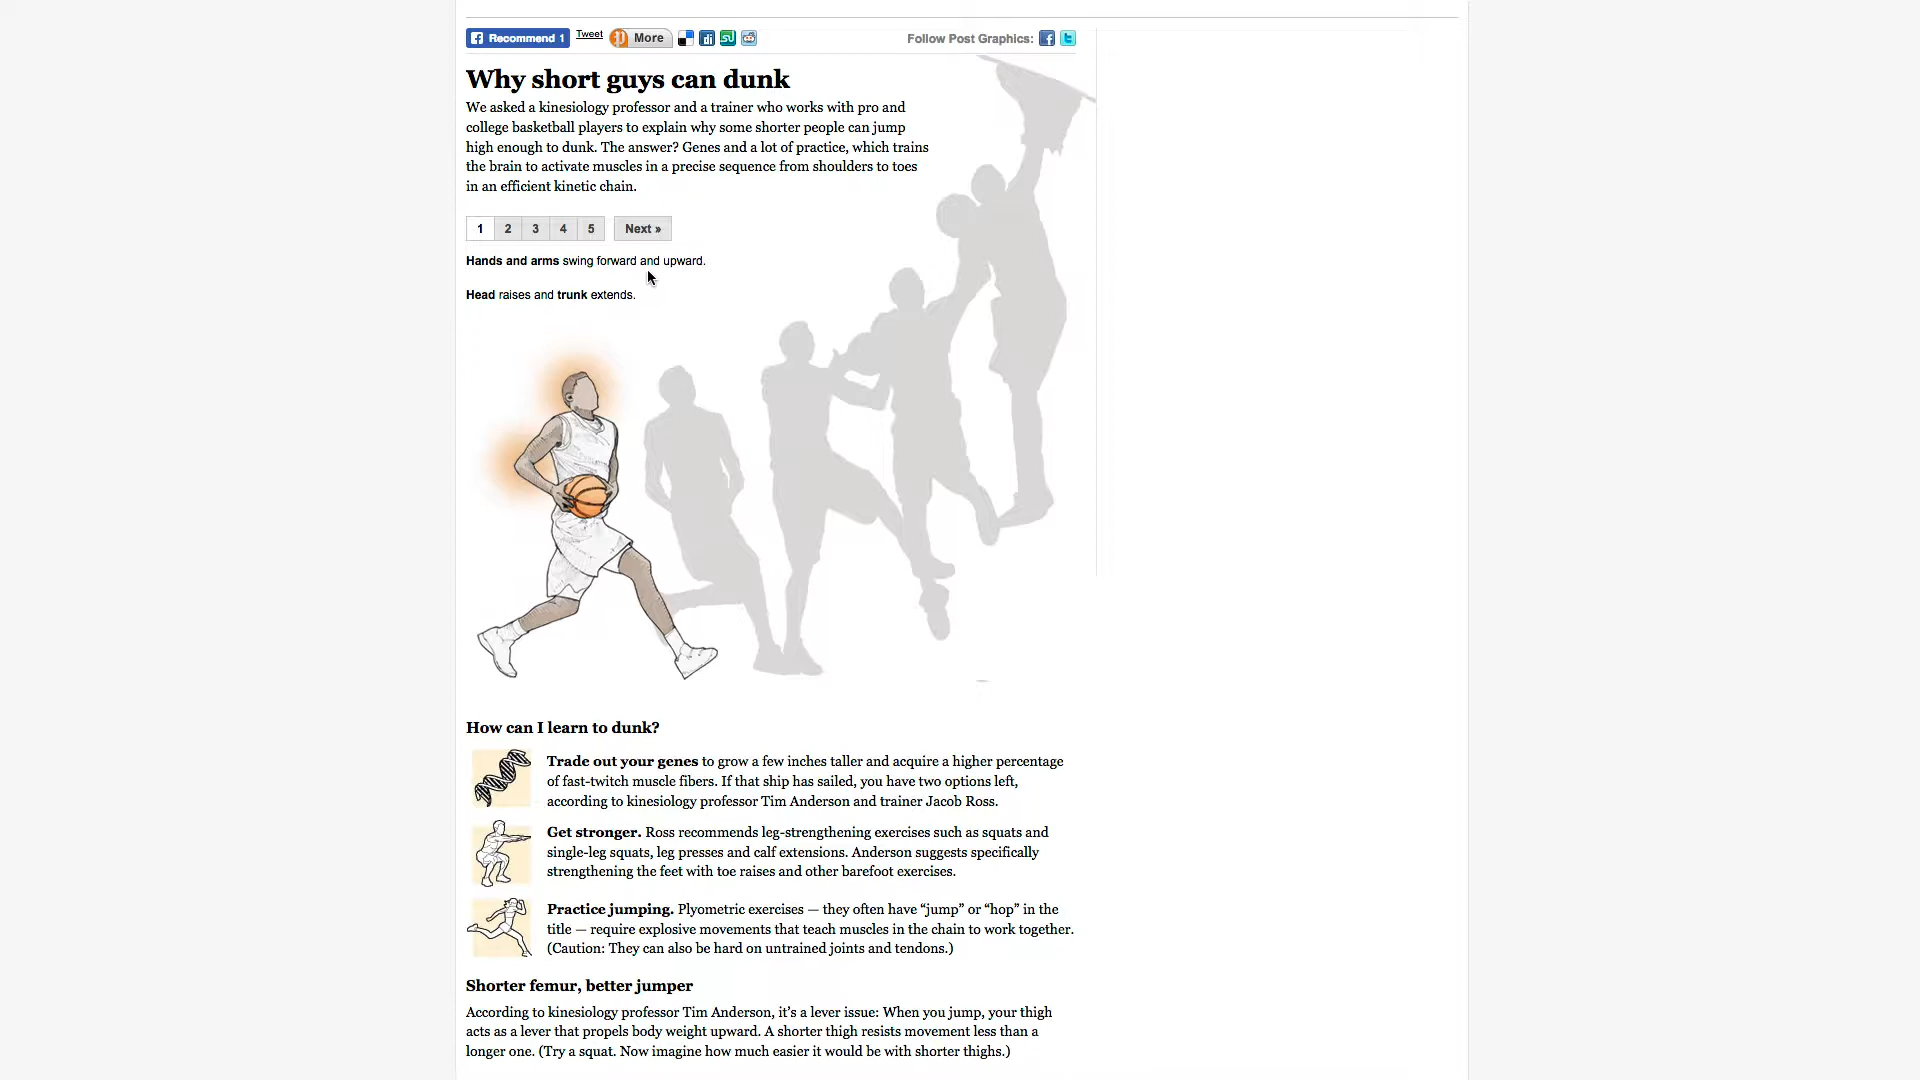 Recommend 1 Tweet More Follow Post Graphics:
Why short guys can dunk
We asked a kinesiology professor and a trainer who works with pro and
college basketball players to explain why some shorter people can jump
high enough to dunk. The answer? Genes and a lot of practice, which trains
the brain to activate muscles in a precise sequence from shoulders to toes
in an efficient kinetic chain.
1 2 3 4 5 Next »
Hands and arms swing forward and upward.
Head raises and trunk extends.
How can I learn to dunk?
Trade out your genes to grow a few inches taller and acquire a higher percentage
of fast-twitch muscle fibers. If that ship has sailed, you have two options left,
according to kinesiology professor Tim Anderson and trainer Jacob Ross.
Get stronger. Ross recommends leg-strengthening exercises such as squats and
single-leg squats, leg presses and calf extensions. Anderson suggests specifically
strengthening the feet with toe raises and other barefoot exercises.
Practice jumping. Plyometric exercises — they often have “jump” or “hop” in the
title — require explosive movements that teach muscles in the chain to work together.
(Caution: They can also be hard on untrained joints and tendons.)
Shorter femur, better jumper
According to kinesiology professor Tim Anderson, it’s a lever issue: When you jump, your thigh
acts as a lever that propels body weight upward. A shorter thigh resists movement less than a
longer one. (Try a squat. Now imagine how much easier it would be with shorter thighs.)